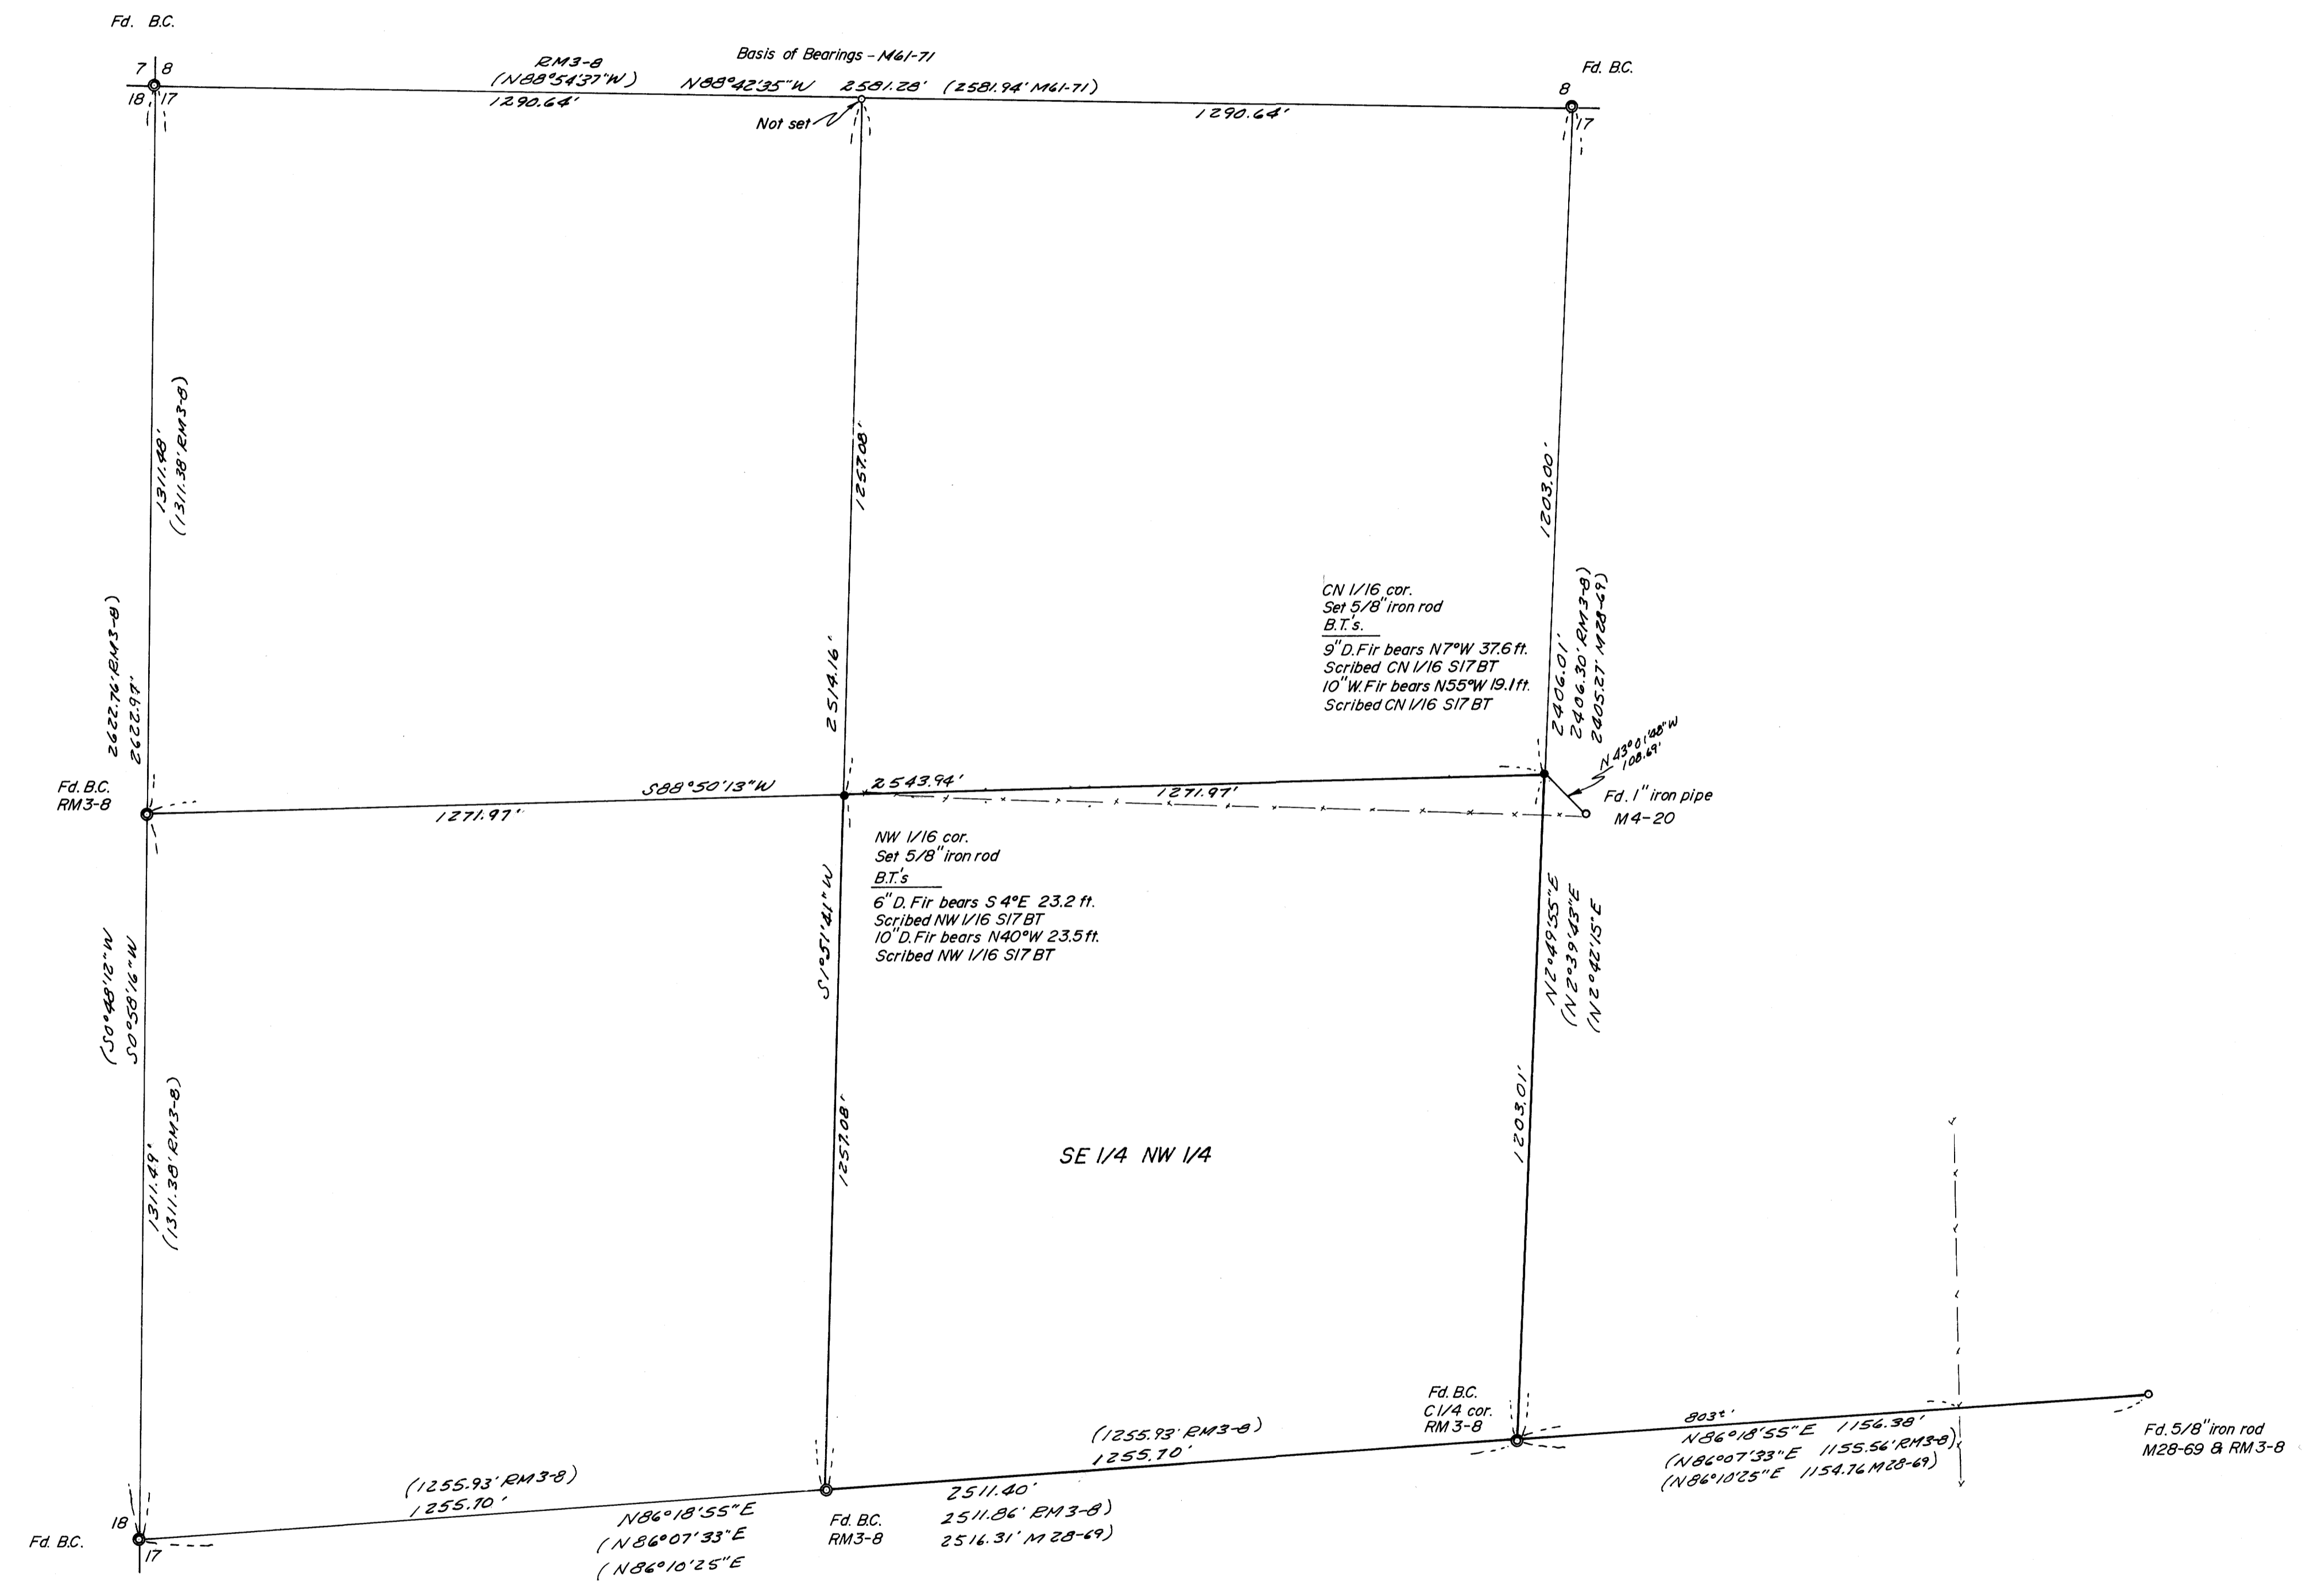 Fd. B.C.
7 8
18 17
RM3-8
(N88°54'37"W)
1290.64'
Basis of Bearings - M61-71
N88°42'35"W 2581.28' (2581.94' M61-71)
Not set
1290.64'
Fd. B.C.
8
17
1311.48'
(1311.38' RM3-8)
1257.08'
1203.00'
2622.76' RM3-8)
2622.97'
2514.16'
CN 1/16 cor.
Set 5/8" iron rod
B.T.'s.
9" D.Fir bears N7°W 37.6 ft.
Scribed CN 1/16 S17 BT
10" W.Fir bears N55°W 19.1 ft.
Scribed CN 1/16 S17 BT
2406.01'
2406.30' RM3-8)
2405.27' M28-69)
N43°01'48"W
108.69'
Fd. 1" iron pipe
M4-20
Fd. B.C.
RM3-8
S88°50'13"W
2543.94'
1271.97'
1271.97'
NW 1/16 cor.
Set 5/8" iron rod
B.T.'s
6" D. Fir bears S 4°E 23.2 ft.
Scribed NW 1/16 S17 BT
10" D. Fir bears N40°W 23.5 ft.
Scribed NW 1/16 S17 BT
(S0°48'12"W
S0°58'16"W
S1°51'41"W
N2°49'55"E
(N2°39'43"E
(N2°42'15"E
1311.49'
(1311.38' RM3-8)
1257.08'
SE 1/4 NW 1/4
1203.01'
Fd. B.C.
C 1/4 cor.
RM3-8
803±'
N86°18'55"E 1156.38'
(N86°07'33"E 1155.56' RM3-8)
(N86°10'25"E 1154.76 M28-69)
Fd. 5/8" iron rod
M28-69 & RM3-8
(1255.93' RM3-8)
1255.70'
(1255.93' RM3-8)
1255.70'
N86°18'55"E
(N86°07'33"E
(N86°10'25"E
2511.40'
2511.86' RM3-8)
2516.31' M28-69)
Fd. B.C.
RM3-8
18
17
Fd. B.C.